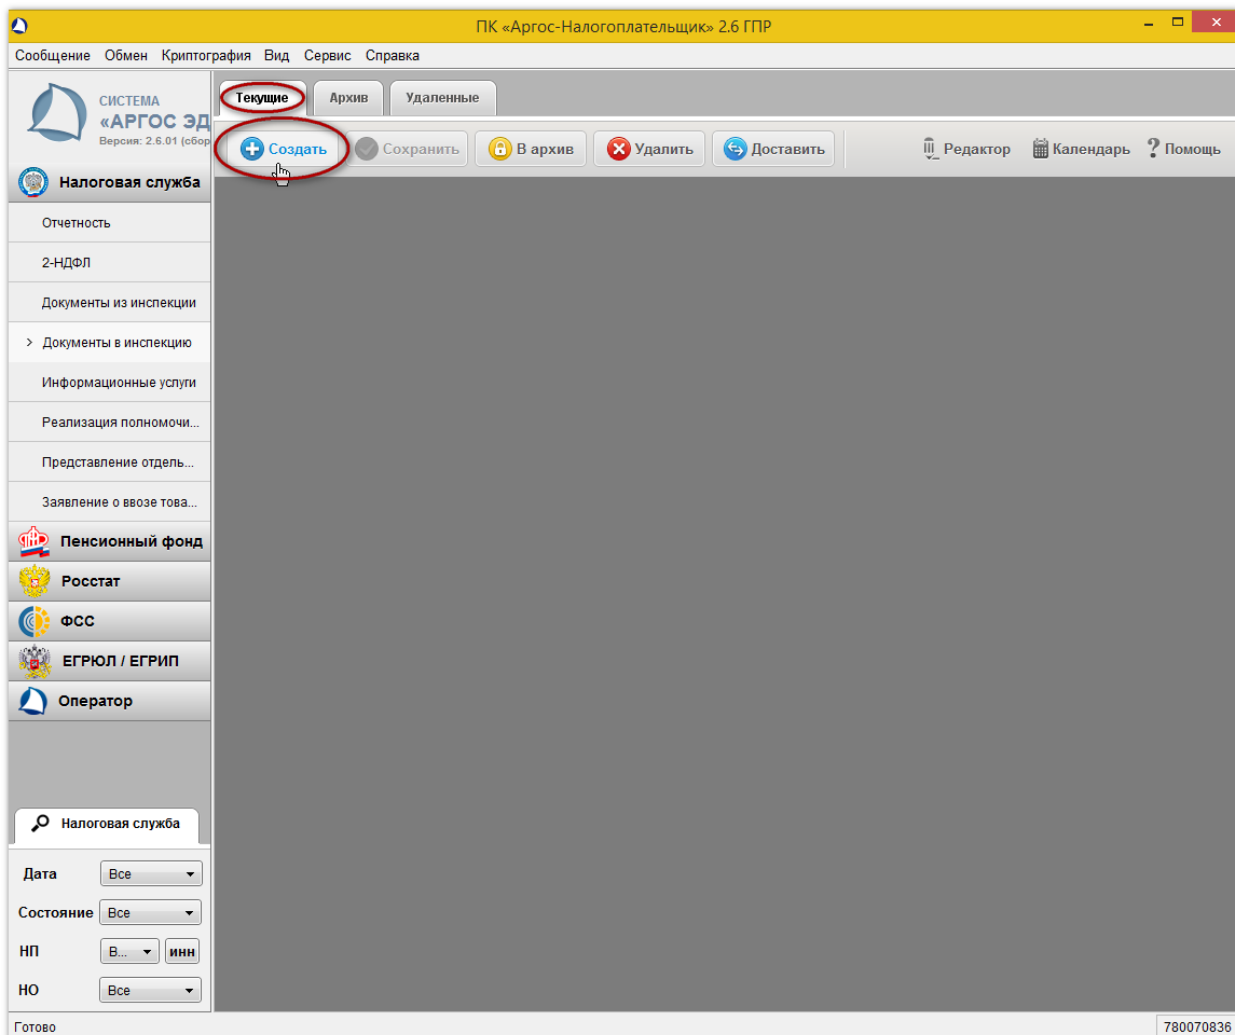 ПК «Аргос-Налогоплательщик» 2.6 ГПР
Сообщение Обмен Криптография Вид Сервис Справка
СИСТЕМА
«АРГОС ЭД
Версия: 2.6.01 (сбор
Текущие Архив Удаленные
Создать Сохранить В архив Удалить Доставить Редактор Календарь ? Помощь
Налоговая служба
Отчетность
2-НДФЛ
Документы из инспекции
> Документы в инспекцию
Информационные услуги
Реализация полномочи...
Представление отдель...
Заявление о ввозе това...
Пенсионный фонд
Росстат
ФСС
ЕГРЮЛ / ЕГРИП
Оператор
Налоговая служба
Дата Все
Состояние Все
НП В... ИНН
НО Все
Готово 780070836